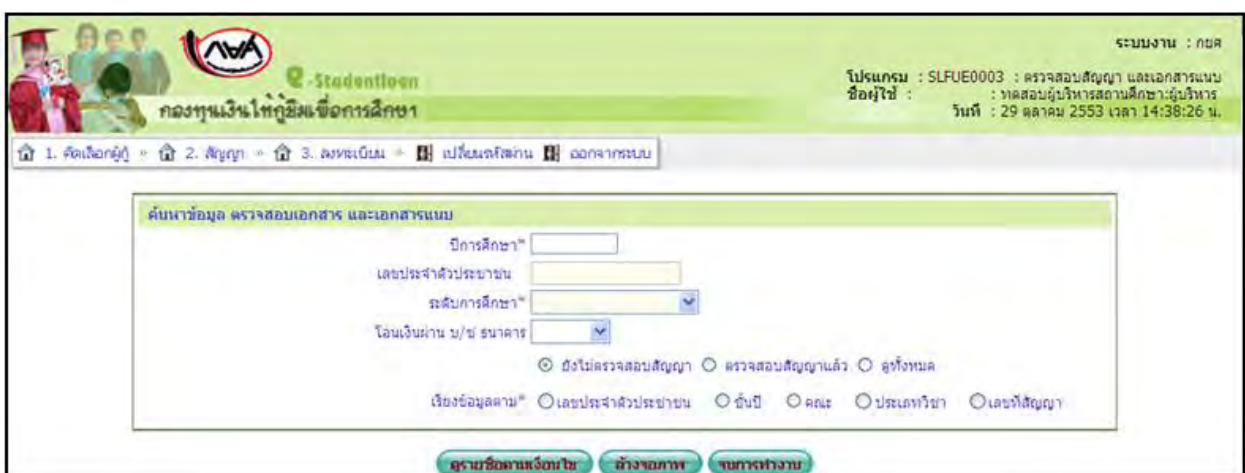 ระบบงาน : กยศ
กยศ
e-Studentloan
โปรแกรม : SLFUE0003 : ตรวจสอบสัญญา และเอกสารแนบ
ชื่อผู้ใช้ : : ทดสอบผู้บริหารสถานศึกษา:ผู้บริหาร
กองทุนเงินให้กู้ยืมเพื่อการศึกษา
วันที่ : 29 ตุลาคม 2553 เวลา 14:38:26 น.
1. คัดเลือกผู้กู้ » 2. สัญญา » 3. ลงทะเบียน » เปลี่ยนรหัสผ่าน ออกจากระบบ
ค้นหาข้อมูล ตรวจสอบเอกสาร และเอกสารแนบ
ปีการศึกษา*
เลขประจำตัวประชาชน
ระดับการศึกษา*
โอนเงินผ่าน บ/ช ธนาคาร
ยังไม่ตรวจสอบสัญญา ตรวจสอบสัญญาแล้ว ดูทั้งหมด
เรียงข้อมูลตาม* เลขประจำตัวประชาชน ชั้นปี คณะ ประเภทวิชา เลขที่สัญญา
ดูรายชื่อตามเงื่อนไข ล้างจอภาพ จบการทำงาน